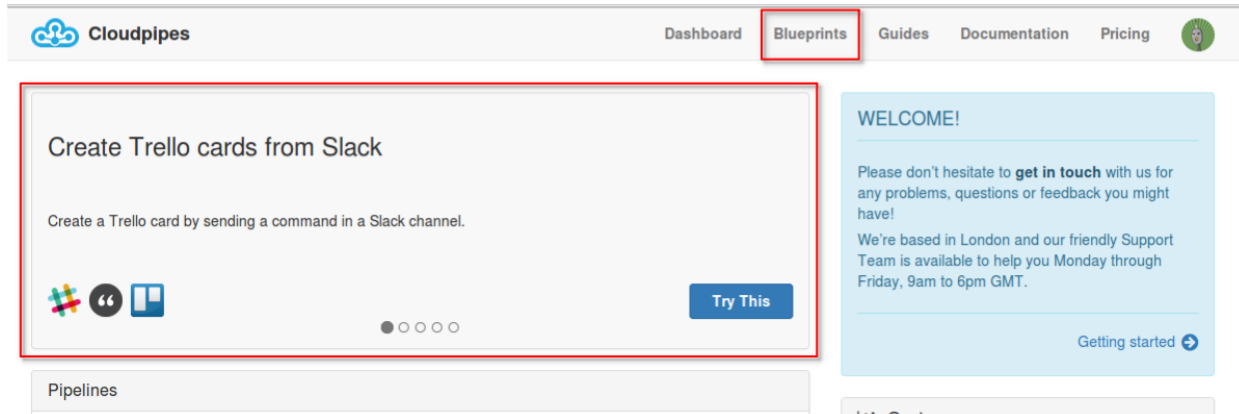 Cloudpipes
Dashboard Blueprints Guides Documentation Pricing
Create Trello cards from Slack
Create a Trello card by sending a command in a Slack channel.
Try This
Pipelines
WELCOME!
Please don't hesitate to get in touch with us for
any problems, questions or feedback you might
have!
We're based in London and our friendly Support
Team is available to help you Monday through
Friday, 9am to 6pm GMT.
Getting started